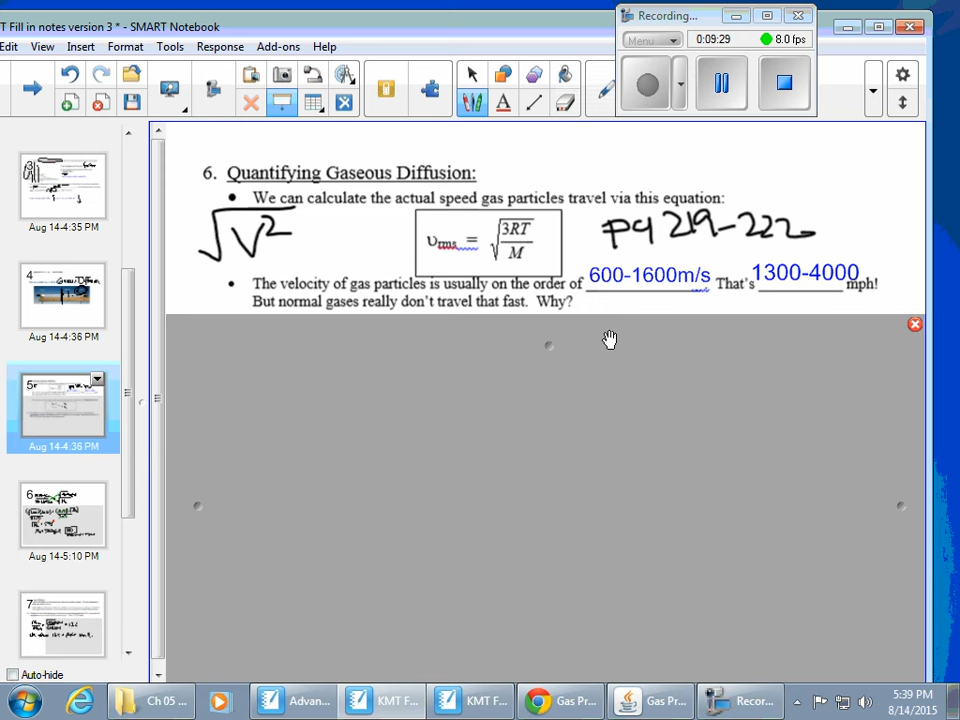 T Fill in notes version 3 * - SMART Notebook
Recording...
Edit View Insert Format Tools Response Add-ons Help
Menu 0:09:29 8.0 fps
Aug 14-4:35 PM
4
Aug 14-4:36 PM
5
Aug 14-4:36 PM
6
Aug 14-5:10 PM
7
Auto-hide
6. Quantifying Gaseous Diffusion:
• We can calculate the actual speed gas particles travel via this equation:
√V² υrms = √3RT/M pg 219-222
• The velocity of gas particles is usually on the order of 600-1600m/s That's 1300-4000 mph!
But normal gases really don't travel that fast. Why?
Ch 05 ... Advan... KMT F... KMT F... Gas Pr... Gas Pr... Recor...
5:39 PM
8/14/2015